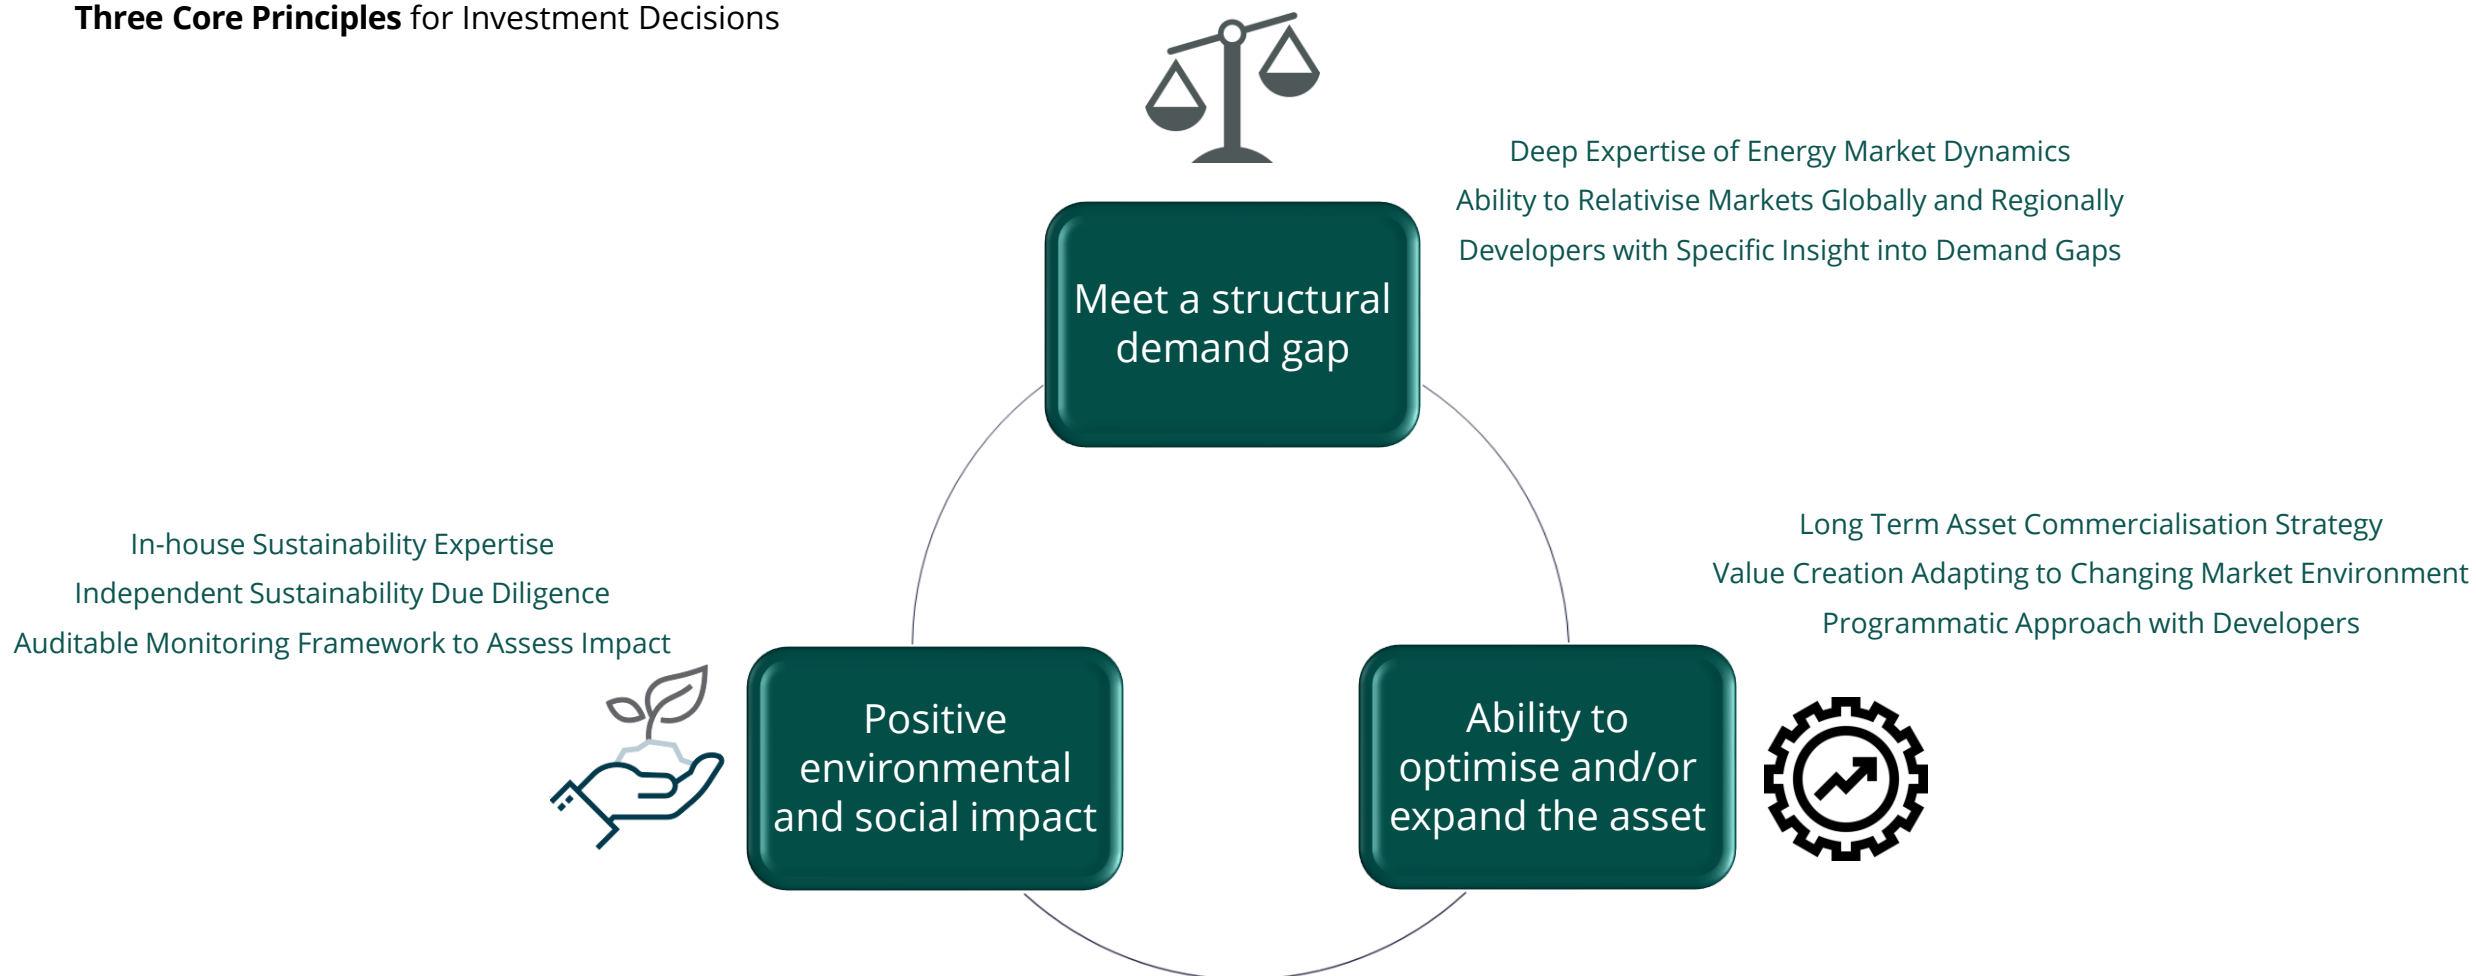 Three Core Principles for Investment Decisions
Deep Expertise of Energy Market Dynamics
Ability to Relativise Markets Globally and Regionally
Developers with Specific Insight into Demand Gaps
Meet a structural
demand gap
In-house Sustainability Expertise
Independent Sustainability Due Diligence
Auditable Monitoring Framework to Assess Impact
Long Term Asset Commercialisation Strategy
Value Creation Adapting to Changing Market Environment
Programmatic Approach with Developers
Positive
environmental
and social impact
Ability to
optimise and/or
expand the asset